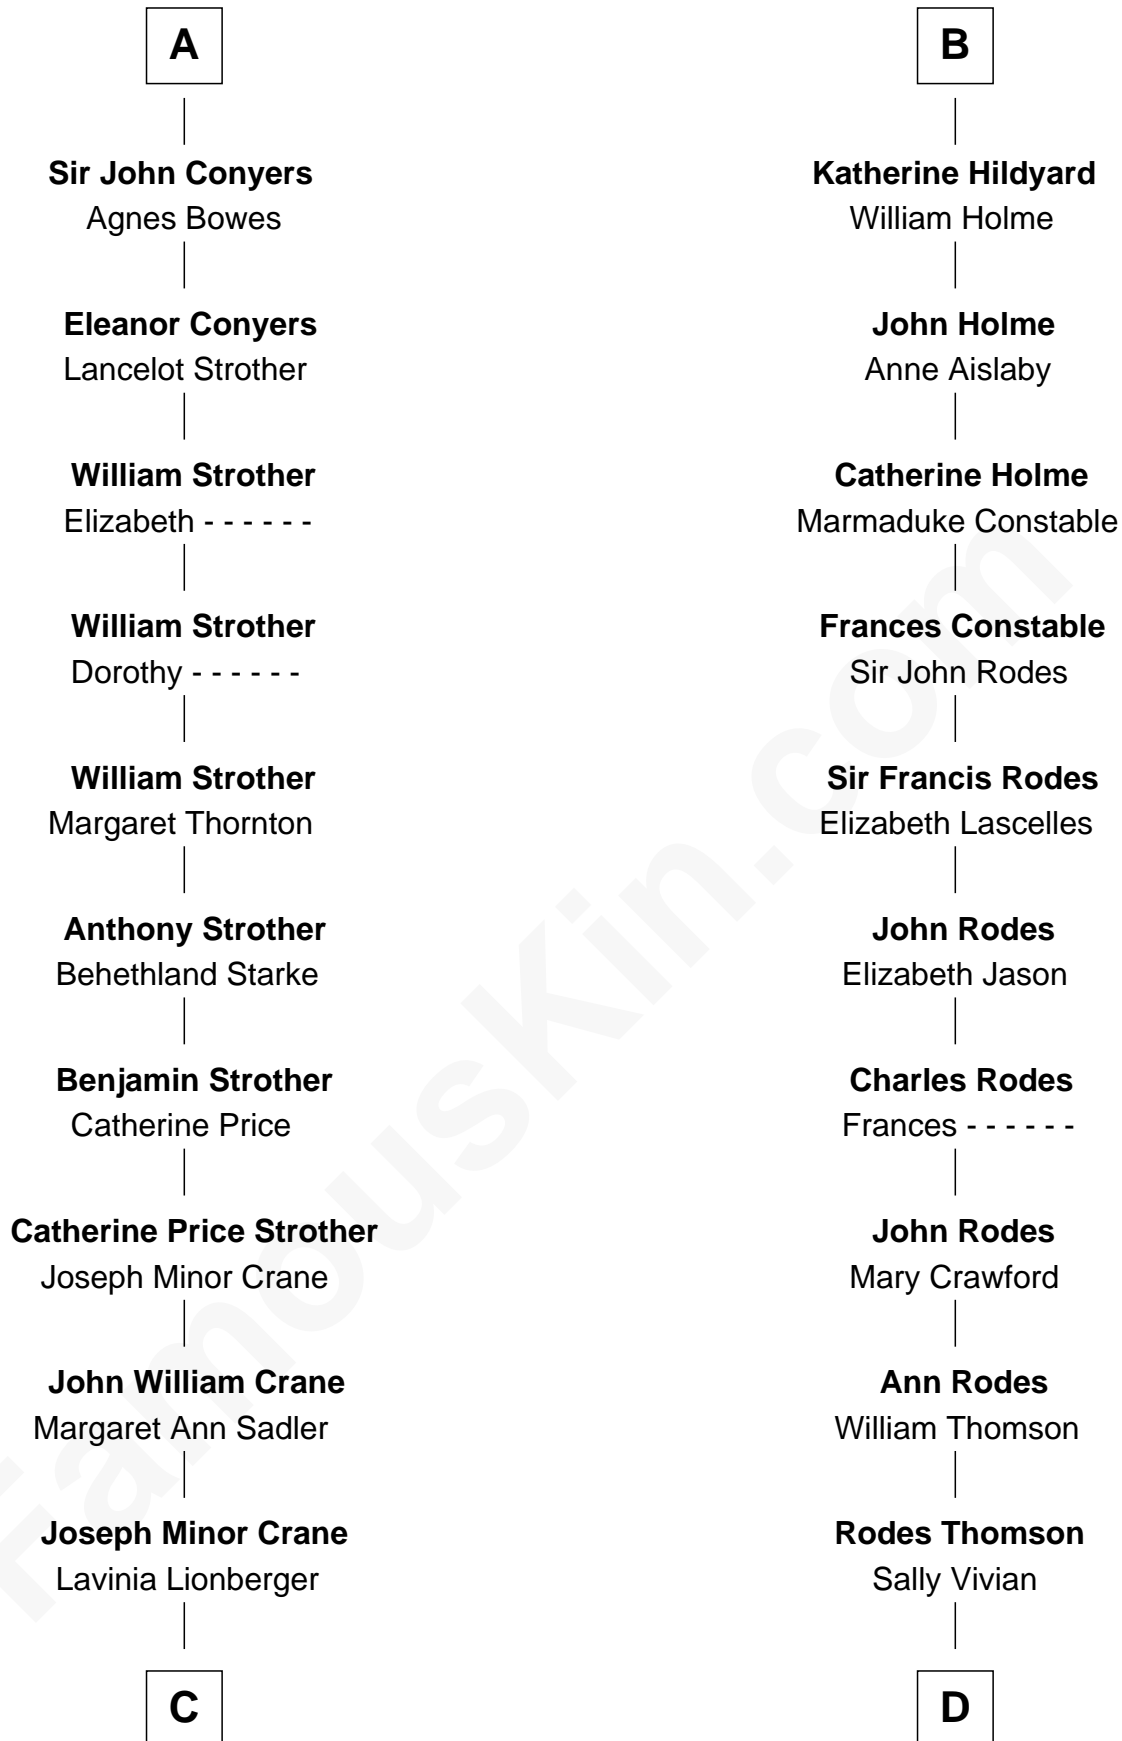 A
Sir John Conyers
Agnes Bowes
Eleanor Conyers
Lancelot Strother
William Strother
Elizabeth - - - - - -
William Strother
Dorothy - - - - - -
William Strother
Margaret Thornton
Anthony Strother
Behethland Starke
Benjamin Strother
Catherine Price
Catherine Price Strother
Joseph Minor Crane
John William Crane
Margaret Ann Sadler
Joseph Minor Crane
Lavinia Lionberger
C
B
Katherine Hildyard
William Holme
John Holme
Anne Aislaby
Catherine Holme
Marmaduke Constable
Frances Constable
Sir John Rodes
Sir Francis Rodes
Elizabeth Lascelles
John Rodes
Elizabeth Jason
Charles Rodes
Frances - - - - - -
John Rodes
Mary Crawford
Ann Rodes
William Thomson
Rodes Thomson
Sally Vivian
D
FamousKin.com